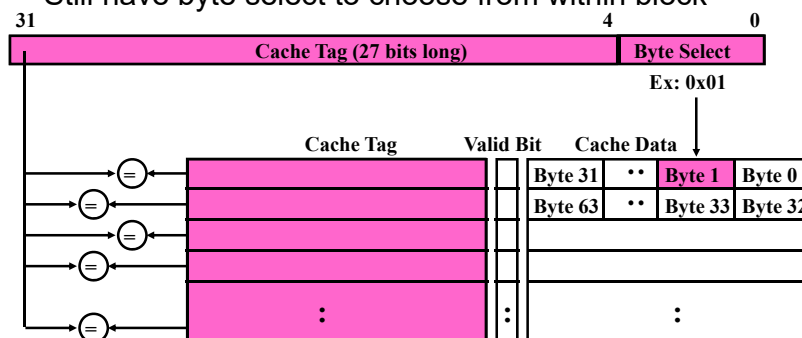 Still have byte select to choose from within block
31 4 0
Cache Tag (27 bits long) Byte Select
Ex: 0x01
Cache Tag Valid Bit Cache Data
= Byte 31 ·· Byte 1 Byte 0
= Byte 63 ·· Byte 33 Byte 32
=
=
: : :
=